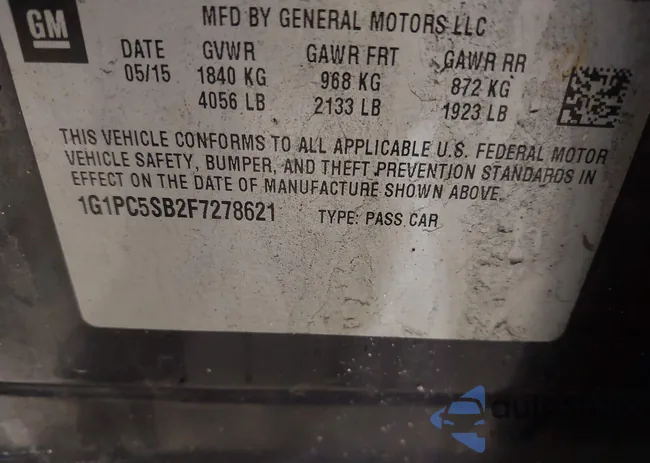 GM
MFD BY GENERAL MOTORS LLC
DATE GVWR GAWR FRT GAWR RR
05/15 1840 KG 968 KG 872 KG
4056 LB 2133 LB 1923 LB
THIS VEHICLE CONFORMS TO ALL APPLICABLE U.S. FEDERAL MOTOR
VEHICLE SAFETY, BUMPER, AND THEFT PREVENTION STANDARDS IN
EFFECT ON THE DATE OF MANUFACTURE SHOWN ABOVE.
1G1PC5SB2F7278621 TYPE: PASS CAR